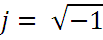 j = √−1